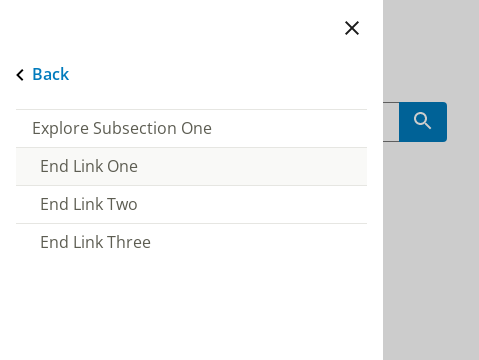 Back
Explore Subsection One
End Link One
End Link Two
End Link Three